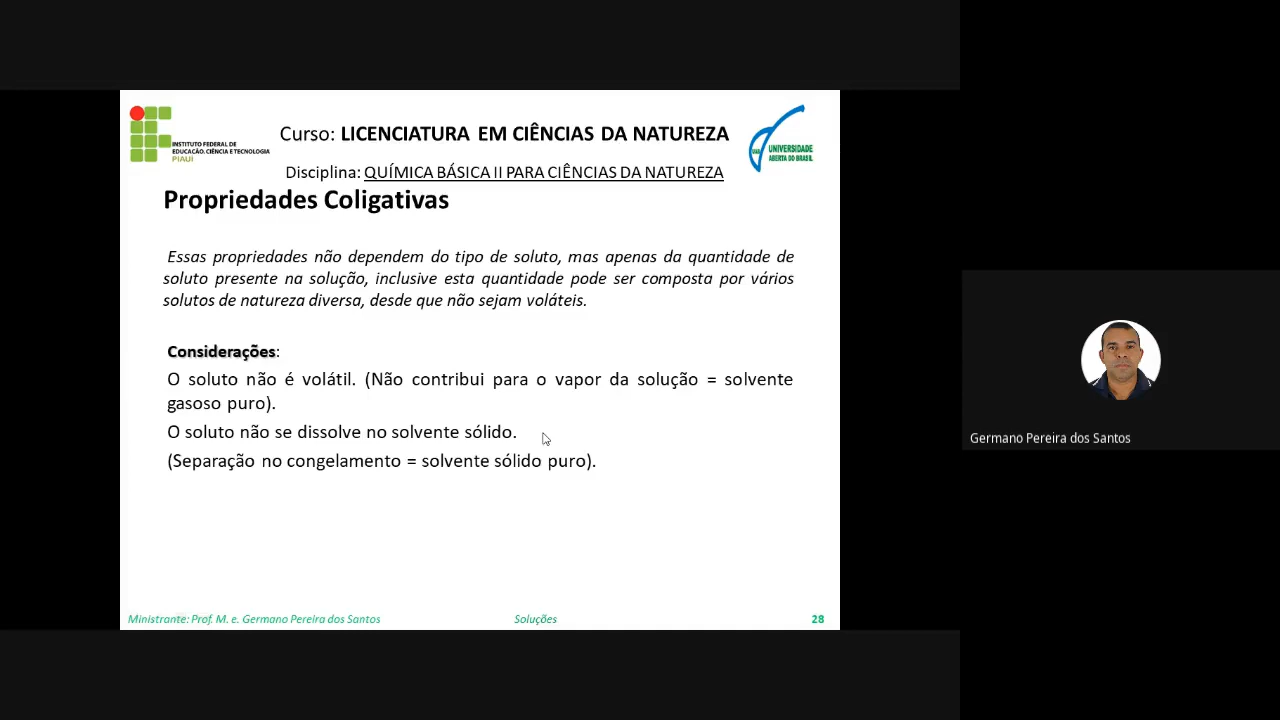 INSTITUTO FEDERAL DE
EDUCAÇÃO, CIÊNCIA E TECNOLOGIA
PIAUÍ
Curso: LICENCIATURA EM CIÊNCIAS DA NATUREZA
UAB UNIVERSIDADE
ABERTA DO BRASIL
Disciplina: QUÍMICA BÁSICA II PARA CIÊNCIAS DA NATUREZA
Propriedades Coligativas
Essas propriedades não dependem do tipo de soluto, mas apenas da quantidade de
soluto presente na solução, inclusive esta quantidade pode ser composta por vários
solutos de natureza diversa, desde que não sejam voláteis.
Considerações:
O soluto não é volátil. (Não contribui para o vapor da solução = solvente
gasoso puro).
O soluto não se dissolve no solvente sólido.
(Separação no congelamento = solvente sólido puro).
Ministrante: Prof. M. e. Germano Pereira dos Santos
Soluções
28
Germano Pereira dos Santos